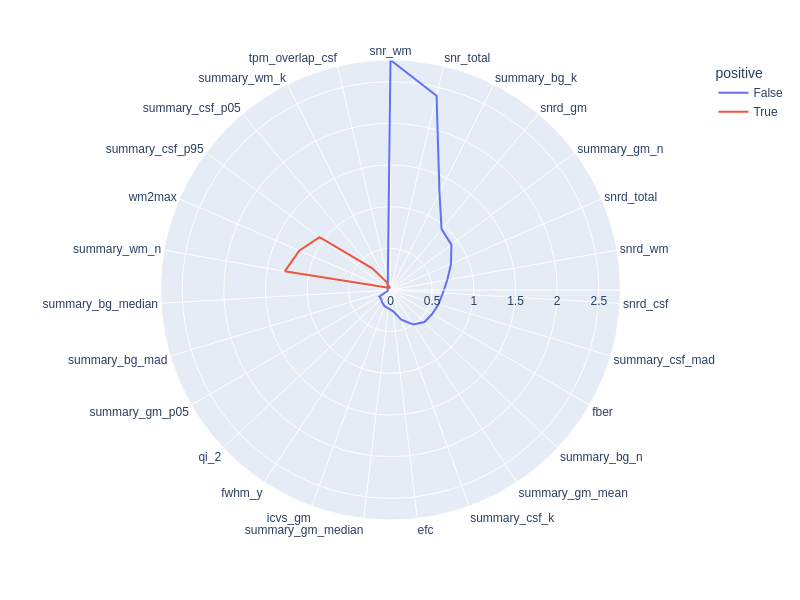 snr_wm
tpm_overlap_csf
snr_total
summary_wm_k
summary_bg_k
positive
False
True
summary_csf_p05
snrd_gm
summary_csf_p95
summary_gm_n
wm2max
snrd_total
summary_wm_n
snrd_wm
summary_bg_median
0
0.5
1
1.5
2
2.5
snrd_csf
summary_bg_mad
summary_csf_mad
summary_gm_p05
fber
qi_2
summary_bg_n
fwhm_y
summary_gm_mean
icvs_gm
summary_csf_k
summary_gm_median
efc